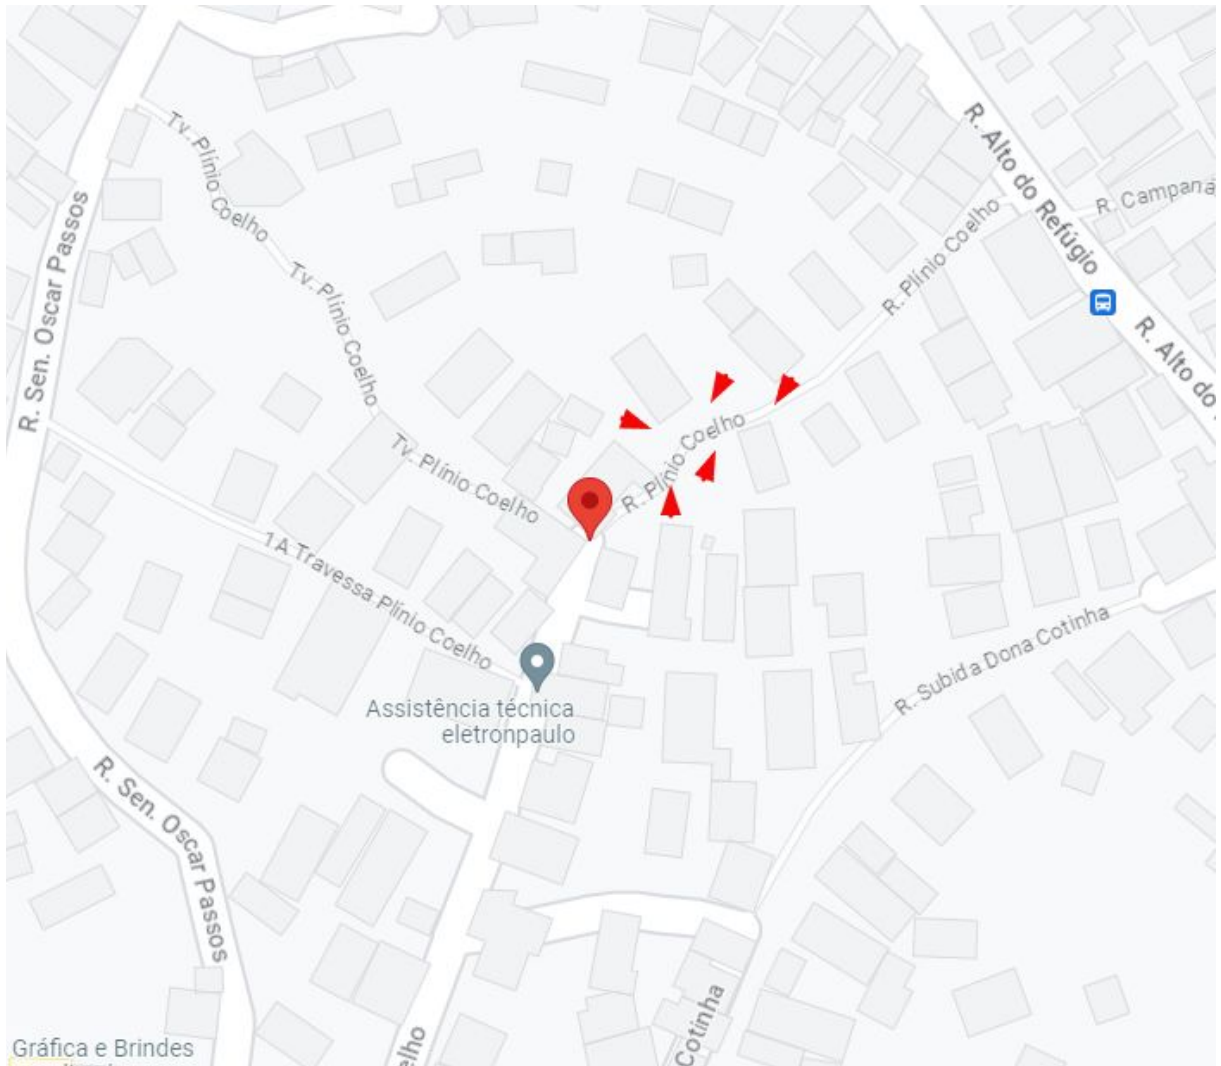 R. Alto do Refúgio
Tv. Plínio Coelho
R. Campaná
R. Sen. Oscar Passos
R. Plínio Coelho
Tv. Plínio Coelho
R. Alto do
Tv. Plínio Coelho
R. Plínio Coelho
1A Travessa Plínio Coelho
R. Subida Dona Cotinha
Assistência técnica
eletronpaulo
R. Sen. Oscar Passos
Cotinha
elho
Gráfica e Brindes